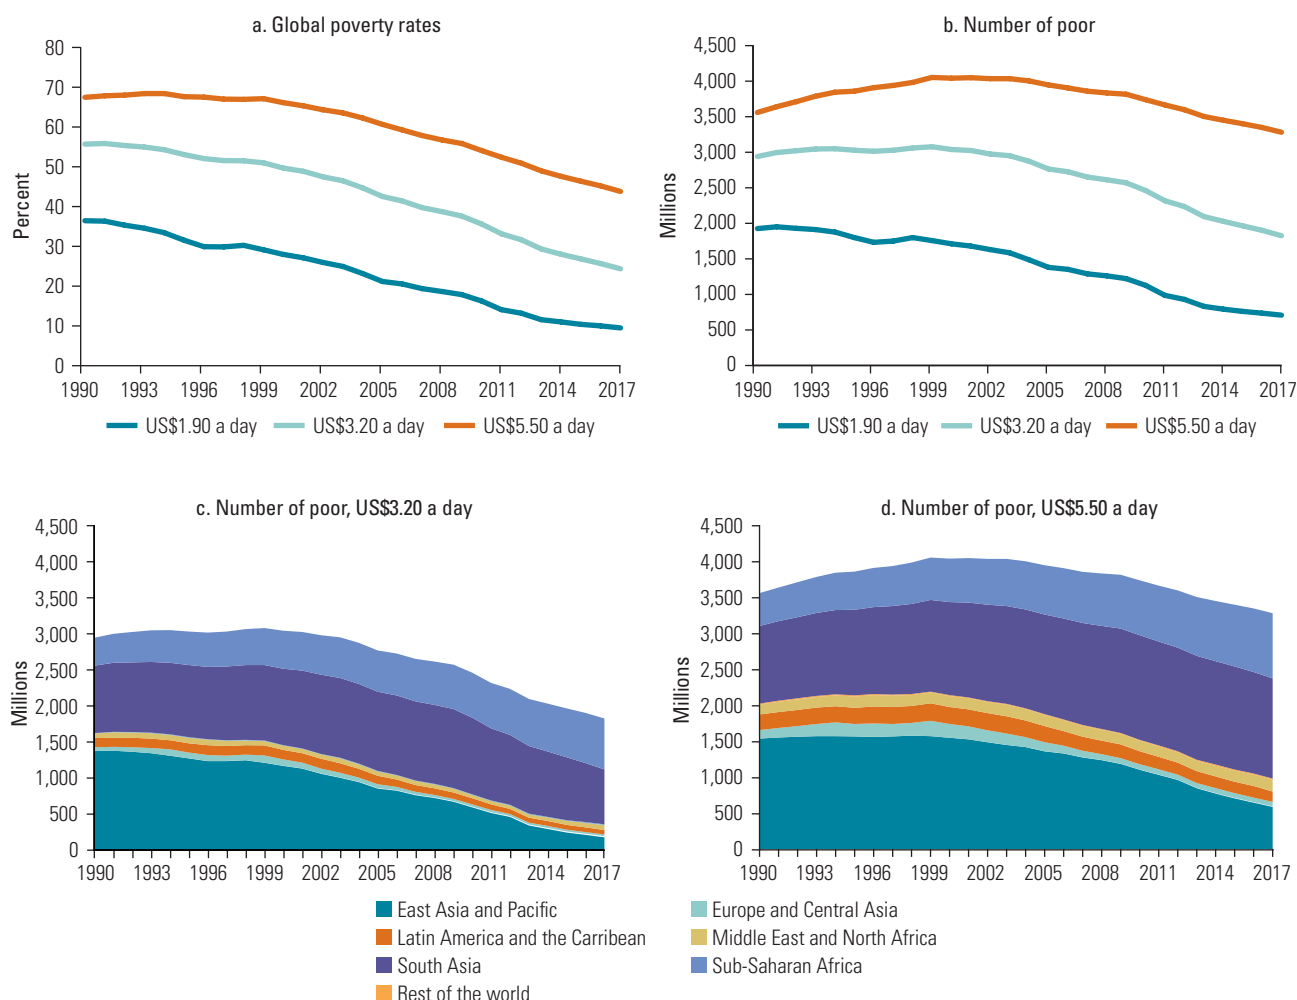 a. Global poverty rates
80
70
60
50
40
30
20
10
0
Percent
1990 1993 1996 1999 2002 2005 2008 2011 2014 2017
US$1.90 a day US$3.20 a day US$5.50 a day
b. Number of poor
4,500
4,000
3,500
3,000
2,500
2,000
1,500
1,000
500
0
Millions
1990 1993 1996 1999 2002 2005 2008 2011 2014 2017
US$1.90 a day US$3.20 a day US$5.50 a day
c. Number of poor, US$3.20 a day
4,500
4,000
3,500
3,000
2,500
2,000
1,500
1,000
500
0
Millions
1990 1993 1996 1999 2002 2005 2008 2011 2014 2017
d. Number of poor, US$5.50 a day
4,500
4,000
3,500
3,000
2,500
2,000
1,500
1,000
500
0
Millions
1990 1993 1996 1999 2002 2005 2008 2011 2014 2017
East Asia and Pacific
Latin America and the Carribean
South Asia
Rest of the world
Europe and Central Asia
Middle East and North Africa
Sub-Saharan Africa